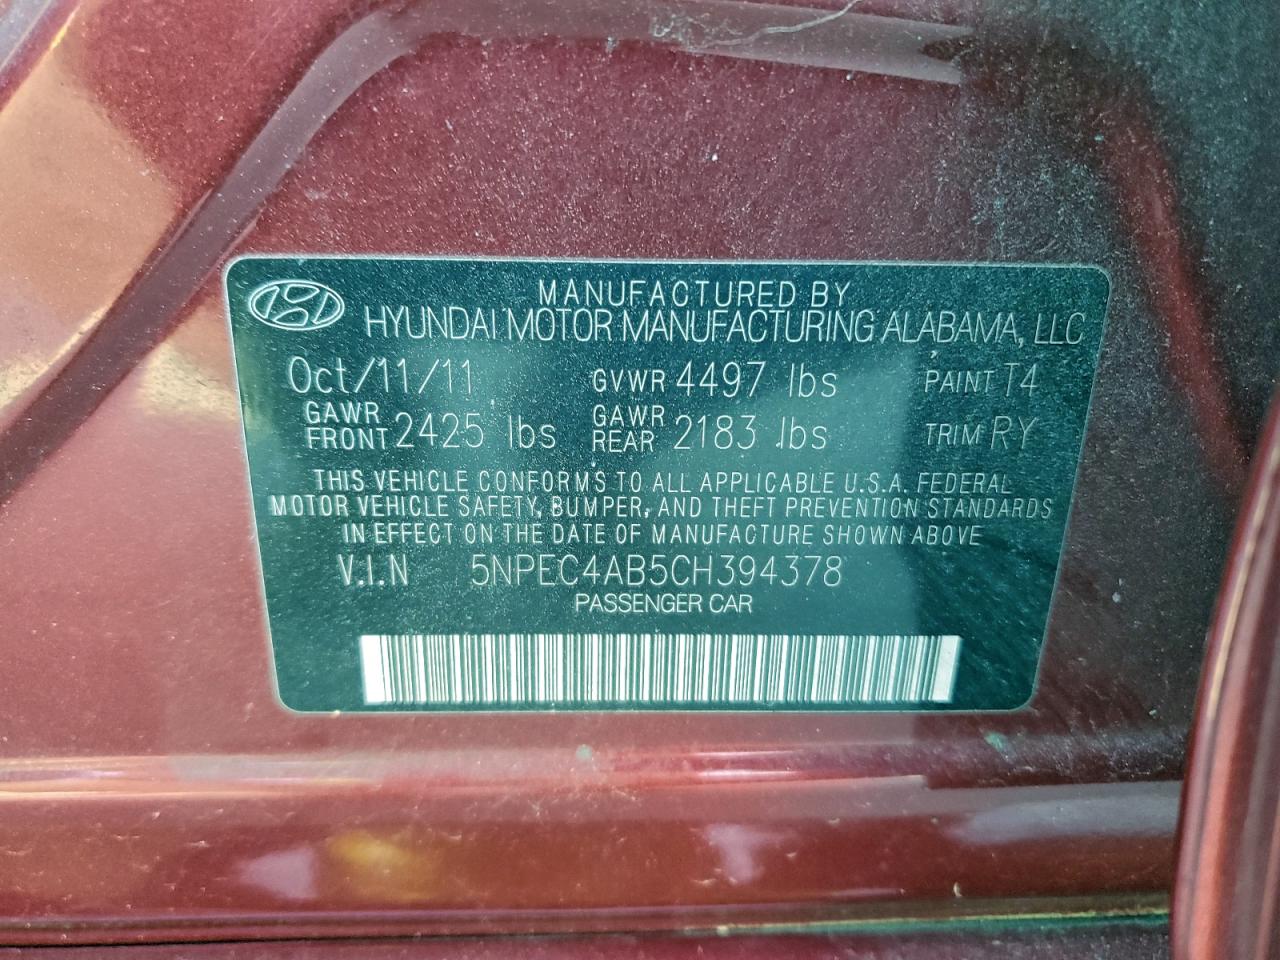 MANUFACTURED BY
HYUNDAI MOTOR MANUFACTURING ALABAMA, LLC
Oct/11/11 GVWR 4497 lbs PAINT T4
GAWR FRONT 2425 lbs GAWR REAR 2183 lbs TRIM RY
THIS VEHICLE CONFORMS TO ALL APPLICABLE U.S.A. FEDERAL
MOTOR VEHICLE SAFETY, BUMPER, AND THEFT PREVENTION STANDARDS
IN EFFECT ON THE DATE OF MANUFACTURE SHOWN ABOVE
V.I.N 5NPEC4AB5CH394378
PASSENGER CAR